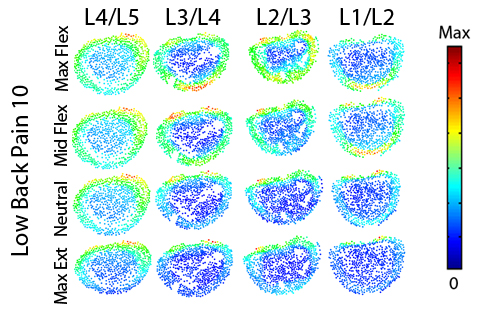 L4/L5 L3/L4 L2/L3 L1/L2
Max
Low Back Pain 10
Max Flex
Mid Flex
Neutral
Max Ext
0